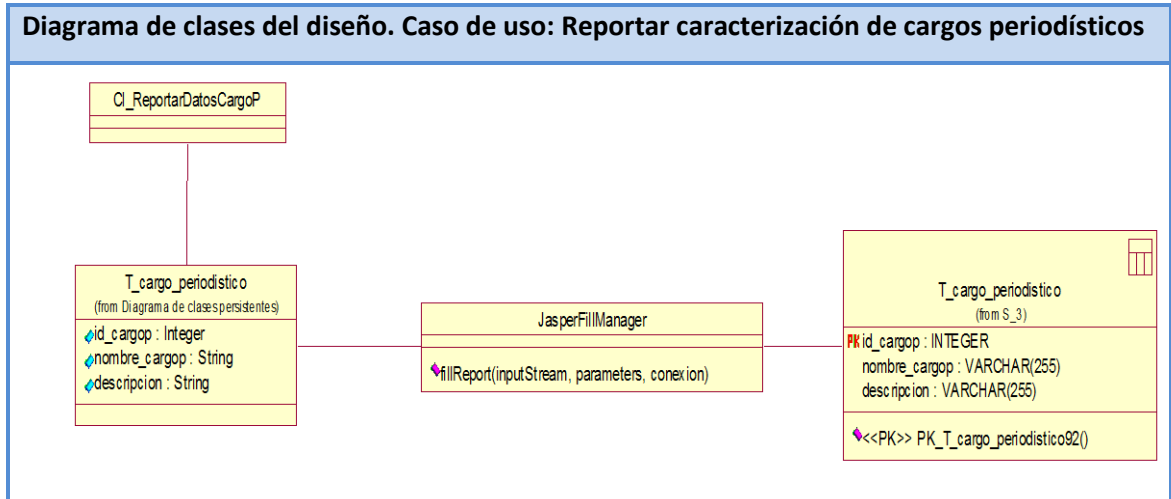 Diagrama de clases del diseño. Caso de uso: Reportar caracterización de cargos periodísticos
CI_ReportarDatosCargoP
T_cargo_periodistico
(from Diagrama de clases persistentes)
id_cargop : Integer
nombre_cargop : String
descripcion : String
JasperFillManager
fillReport(inputStream, parameters, conexion)
T_cargo_periodistico
(from S_3)
PK id_cargop : INTEGER
nombre_cargop : VARCHAR(255)
descripcion : VARCHAR(255)
<<PK>> PK_T_cargo_periodistico92()